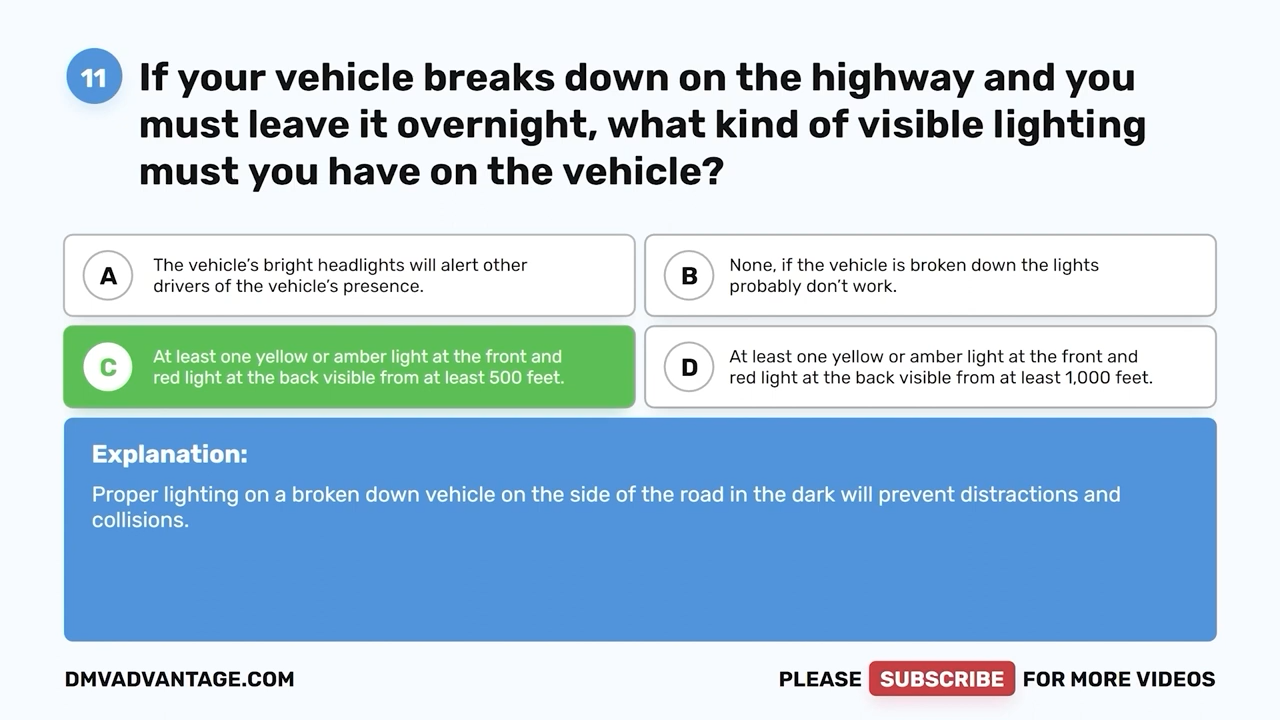 11
If your vehicle breaks down on the highway and you
must leave it overnight, what kind of visible lighting
must you have on the vehicle?
A
The vehicle's bright headlights will alert other
drivers of the vehicle's presence.
B
None, if the vehicle is broken down the lights
probably don't work.
C
At least one yellow or amber light at the front and
red light at the back visible from at least 500 feet.
D
At least one yellow or amber light at the front and
red light at the back visible from at least 1,000 feet.
Explanation:
Proper lighting on a broken down vehicle on the side of the road in the dark will prevent distractions and
collisions.
DMVADVANTAGE.COM
PLEASE SUBSCRIBE FOR MORE VIDEOS